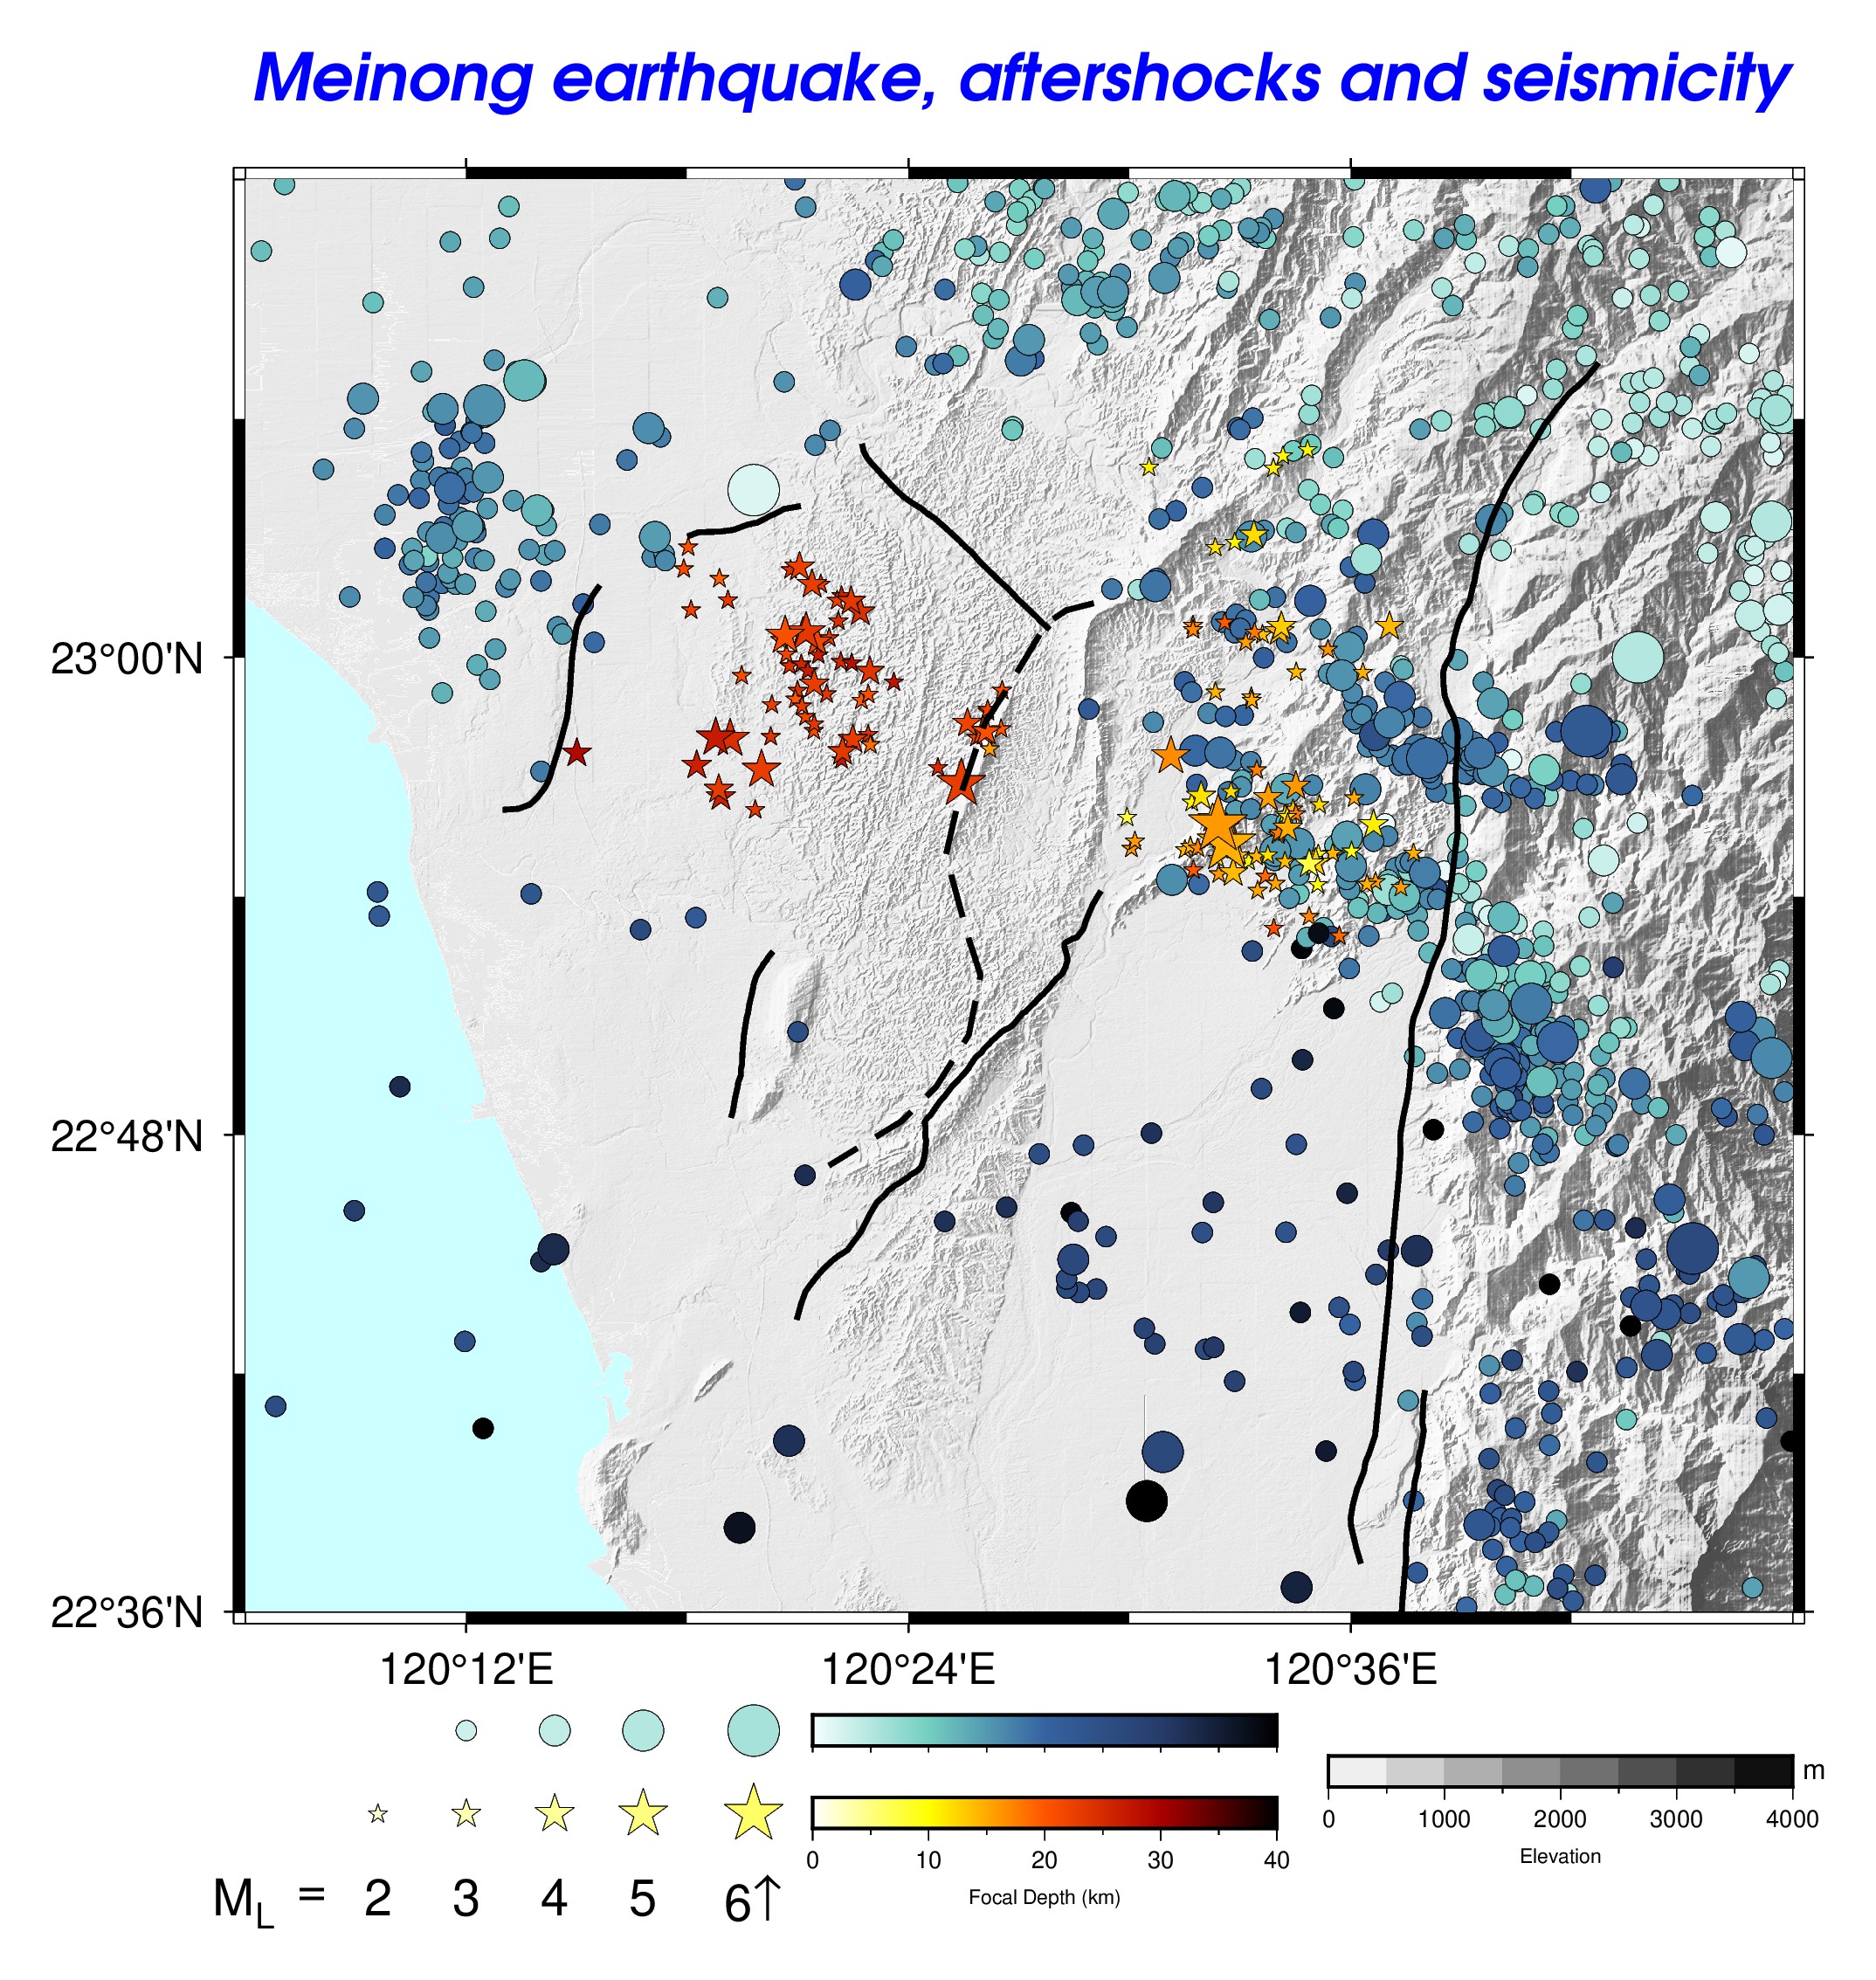 Meinong earthquake, aftershocks and seismicity
23°00'N
22°48'N
22°36'N
120°12'E 120°24'E 120°36'E
m
0 1000 2000 3000 4000
Elevation
0 10 20 30 40
Focal Depth (km)
ML = 2 3 4 5 6↑